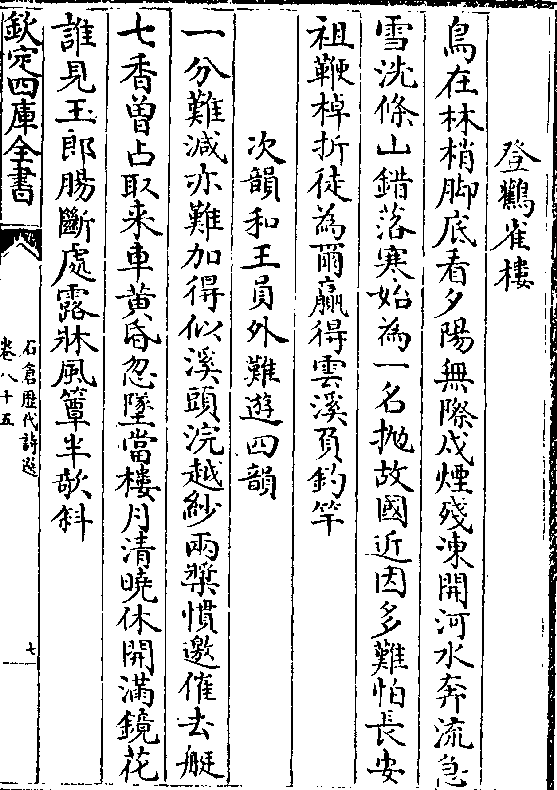 登鸛雀樓
鳥在林梢脚底看夕陽無際戍煙殘凍開河水奔流急
雪洗條山錯落寒始為一名抛故國近因多難怕長安
祖鞭棹折徒為爾贏得雲溪負釣竿
次韻和王員外難遊四韻
一分難減亦難加得似溪頭浣越紗兩槳慣邀催去艇
七香曽占取来車黄昏忽墜當樓月清曉休開滿鏡花
誰見玉郎腸斷處露牀風簟半欹斜
欽定四庫全書
石倉歷代詩選
卷八十五
七